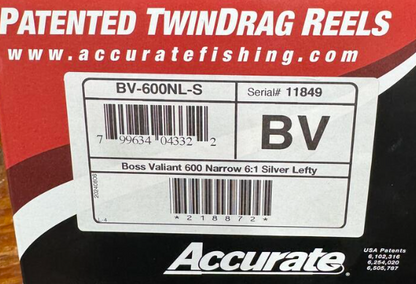 PATENTED TWINDRAG REELS
www.accuratefishing.com
BV-600NL-S
Serial# 11849
7 99634 04332 2
BV
Boss Valiant 600 Narrow 6:1 Silver Lefty
*218872*
Accurate®
USA Patents
6,102,316
6,254,020
6,505,787